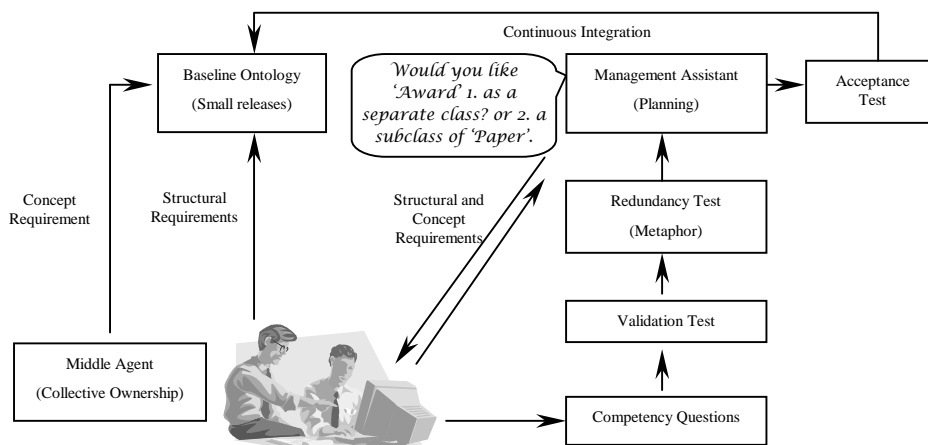 Continuous Integration
Baseline Ontology
(Small releases)
Would you like
‘Award’ 1. as a
separate class? or 2. a
subclass of ‘Paper’.
Management Assistant
(Planning)
Acceptance
Test
Concept
Requirement
Structural
Requirements
Structural and
Concept
Requirements
Redundancy Test
(Metaphor)
Validation Test
Middle Agent
(Collective Ownership)
Competency Questions